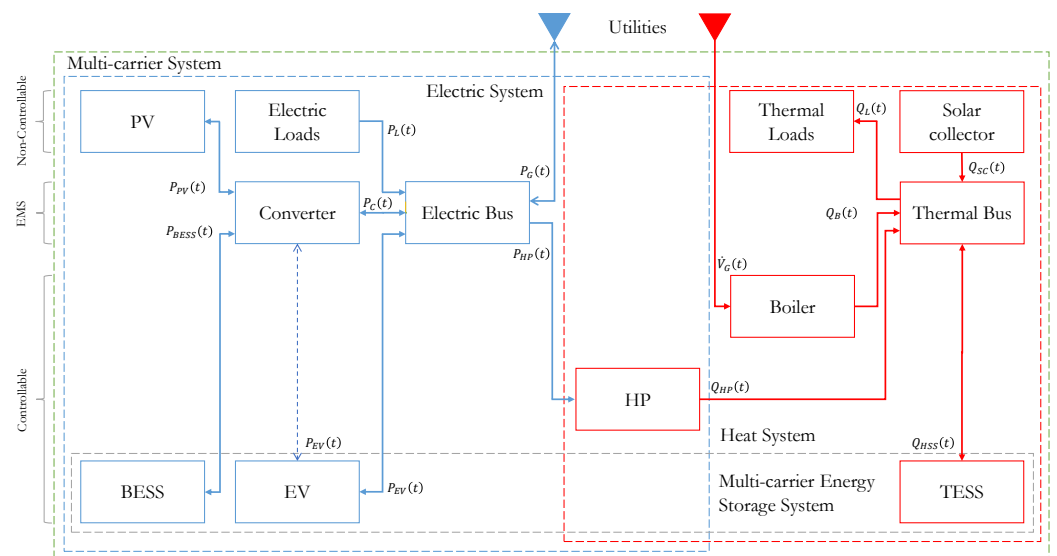 Utilities
Multi-carrier System
Electric System
Non-Controllable
PV
Electric
Loads
Thermal
Loads
Solar
collector
P_L(t)
Q_L(t)
P_G(t)
Q_SC(t)
EMS
P_PV(t)
Converter
P_C(t)
Electric Bus
Q_B(t)
Thermal Bus
P_BESS(t)
P_HP(t)
V̇_G(t)
Boiler
Controllable
HP
Q_HP(t)
Heat System
P_EV(t)
Q_HSS(t)
BESS
EV
P_EV(t)
Multi-carrier Energy
Storage System
TESS